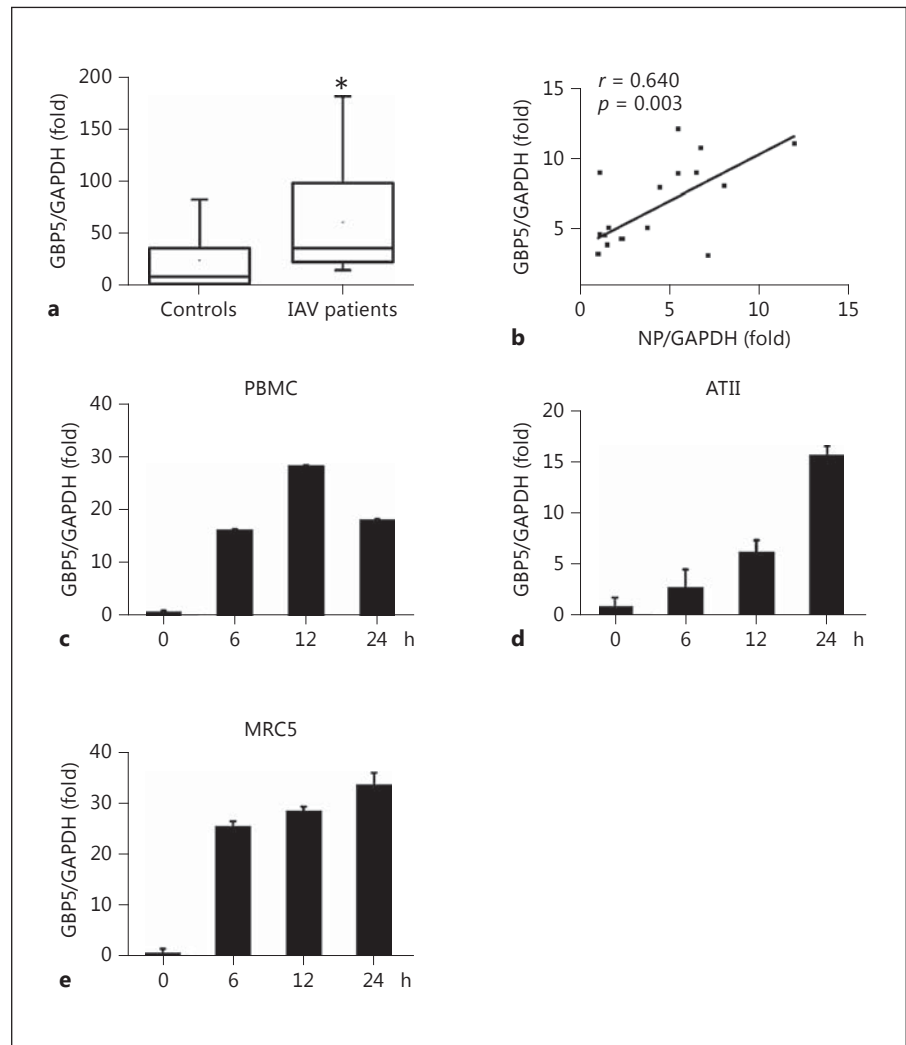 200
150
100
50
0
GBP5/GAPDH (fold)
*
Controls
IAV patients
a
r = 0.640
p = 0.003
15
10
5
GBP5/GAPDH (fold)
0
5
10
15
NP/GAPDH (fold)
b
PBMC
40
30
20
10
0
GBP5/GAPDH (fold)
0
6
12
24
h
c
ATII
20
15
10
5
0
GBP5/GAPDH (fold)
0
6
12
24
h
d
MRC5
40
30
20
10
0
GBP5/GAPDH (fold)
0
6
12
24
h
e